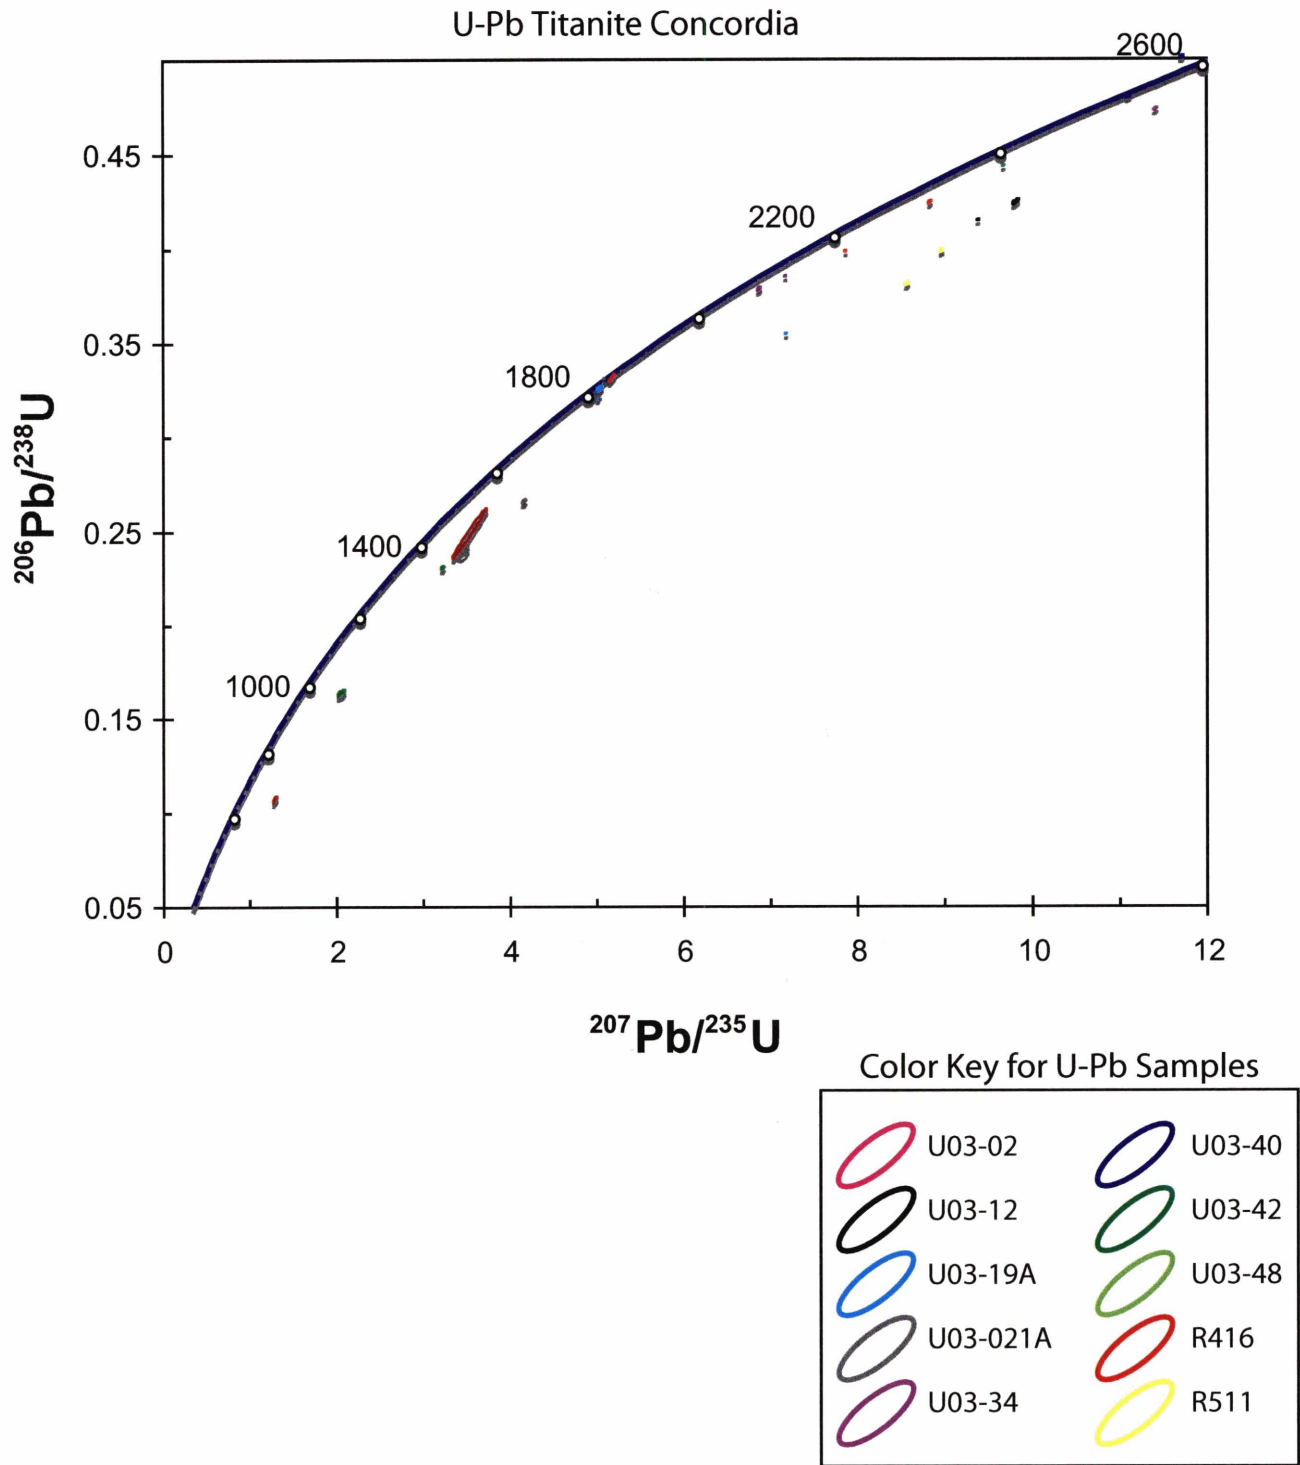 U-Pb Titanite Concordia
2600
0.45
2200
0.35
1800
206Pb/238U
0.25
1400
1000
0.15
0.05
0 2 4 6 8 10 12
207Pb/235U
Color Key for U-Pb Samples
U03-02 U03-40
U03-12 U03-42
U03-19A U03-48
U03-021A R416
U03-34 R511